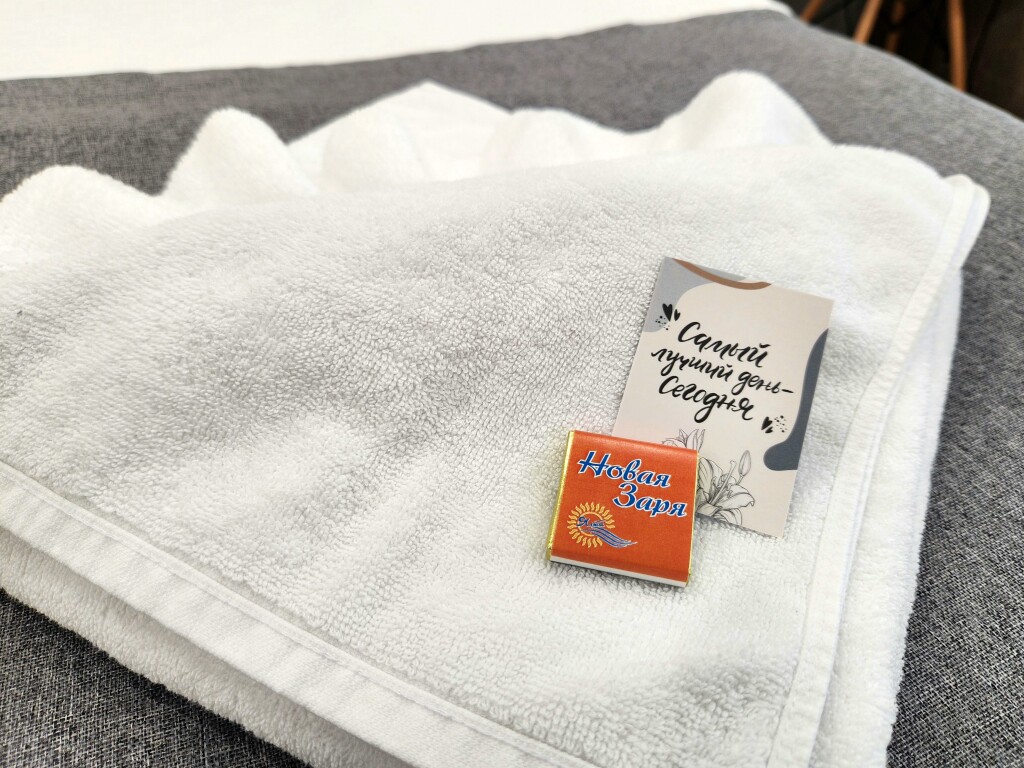 Самый
лучший день-
Сегодня
Новая
Заря